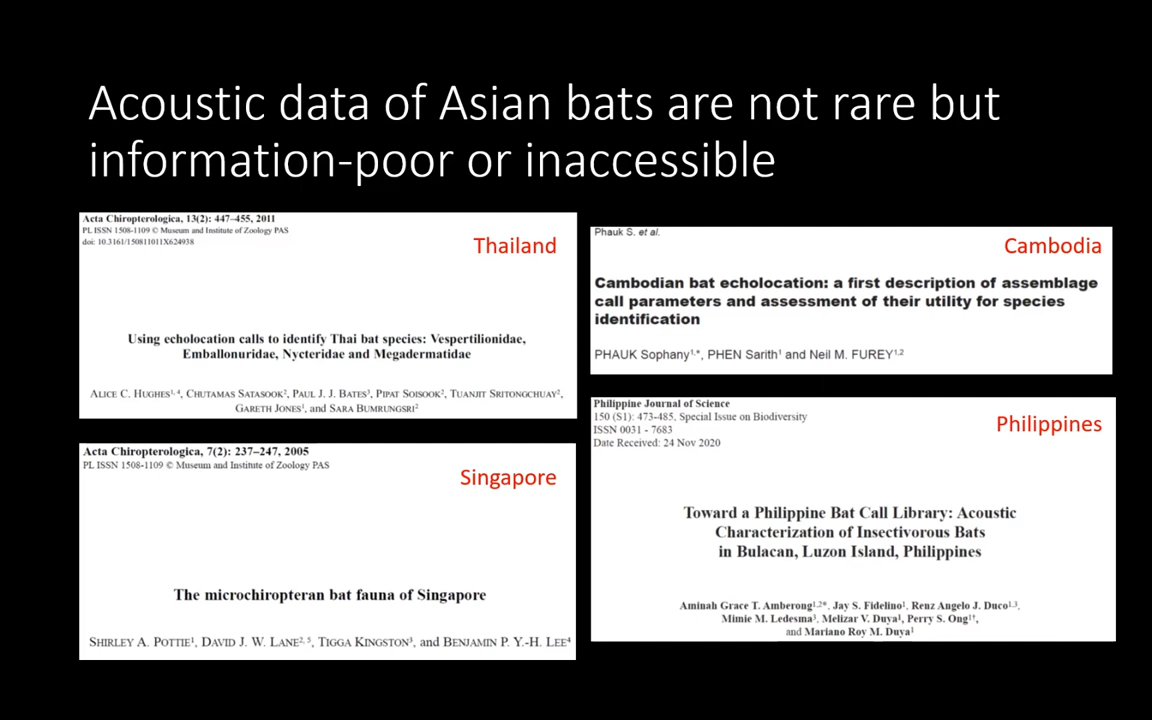 Acoustic data of Asian bats are not rare but
information-poor or inaccessible
Acta Chiropterologica, 13(2): 447–455, 2011
PL ISSN 1508-1109 © Museum and Institute of Zoology PAS
doi: 10.3161/150811011X624938
Thailand
Using echolocation calls to identify Thai bat species: Vespertilionidae,
Emballonuridae, Nycteridae and Megadermatidae
ALICE C. HUGHES1, 4, CHUTAMAS SATASOOK2, PAUL J. J. BATES3, PIPAT SOISOOK2, TUANJIT SRITONGCHUAY2,
GARETH JONES1, and SARA BUMRUNGSRI2
Acta Chiropterologica, 7(2): 237–247, 2005
PL ISSN 1508-1109 © Museum and Institute of Zoology PAS
Singapore
The microchiropteran bat fauna of Singapore
SHIRLEY A. POTTIE1, DAVID J. W. LANE2, 5, TIGGA KINGSTON3, and BENJAMIN P. Y.-H. LEE4
Phauk S. et al.
Cambodia
Cambodian bat echolocation: a first description of assemblage
call parameters and assessment of their utility for species
identification
PHAUK Sophany1,*, PHEN Sarith1 and Neil M. FUREY1,2
Philippine Journal of Science
150 (S1): 473-485, Special Issue on Biodiversity
ISSN 0031 - 7683
Date Received: 24 Nov 2020
Philippines
Toward a Philippine Bat Call Library: Acoustic
Characterization of Insectivorous Bats
in Bulacan, Luzon Island, Philippines
Aminah Grace T. Amberong1,2*, Jay S. Fidelino1, Renz Angelo J. Duco1,3,
Mimie M. Ledesma3, Melizar V. Duya1, Perry S. Ong1†,
and Mariano Roy M. Duya1